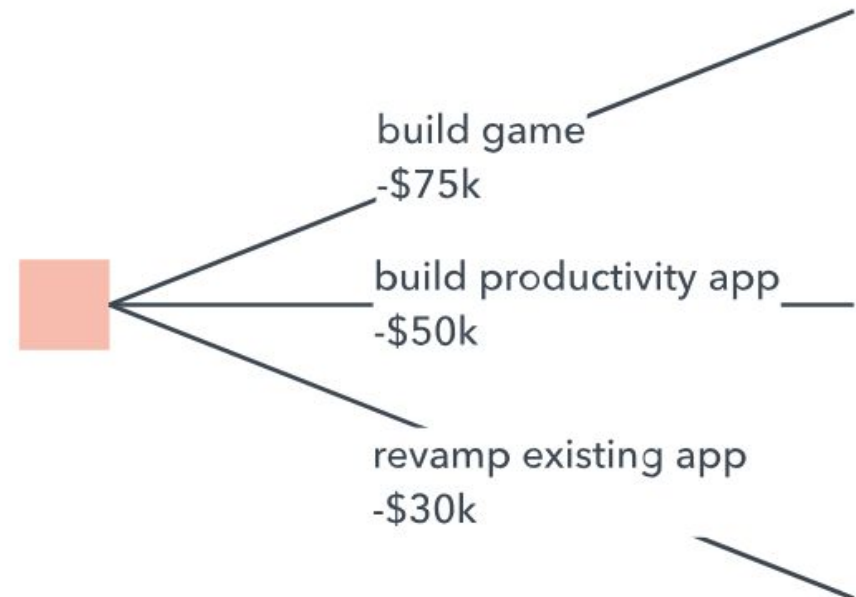 build game
-$75k
build productivity app
-$50k
revamp existing app
-$30k